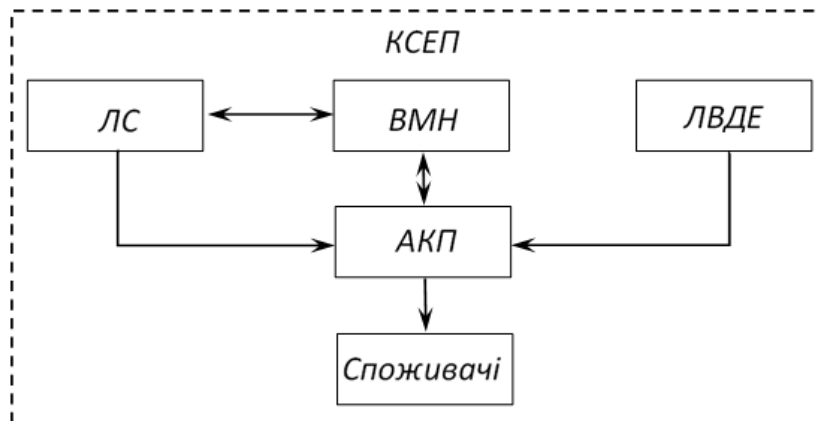 КСЕП
ЛС
ВМН
ЛВДЕ
АКП
Споживачі